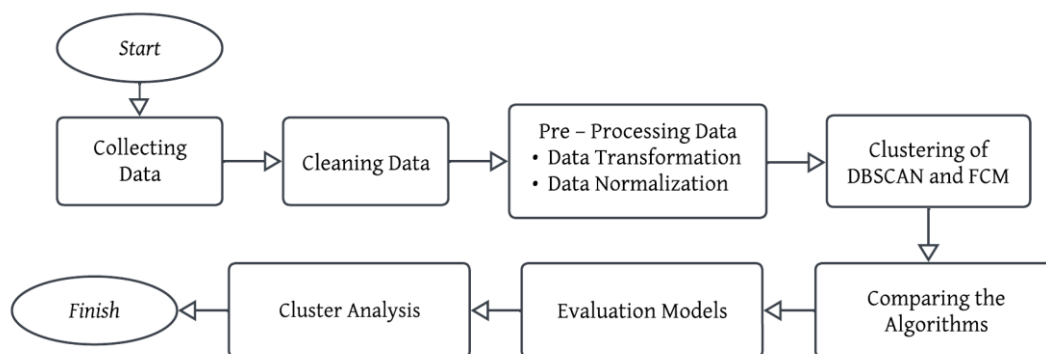 Start
Collecting
Data
Cleaning Data
Pre – Processing Data
• Data Transformation
• Data Normalization
Clustering of
DBSCAN and FCM
Comparing the
Algorithms
Evaluation Models
Cluster Analysis
Finish